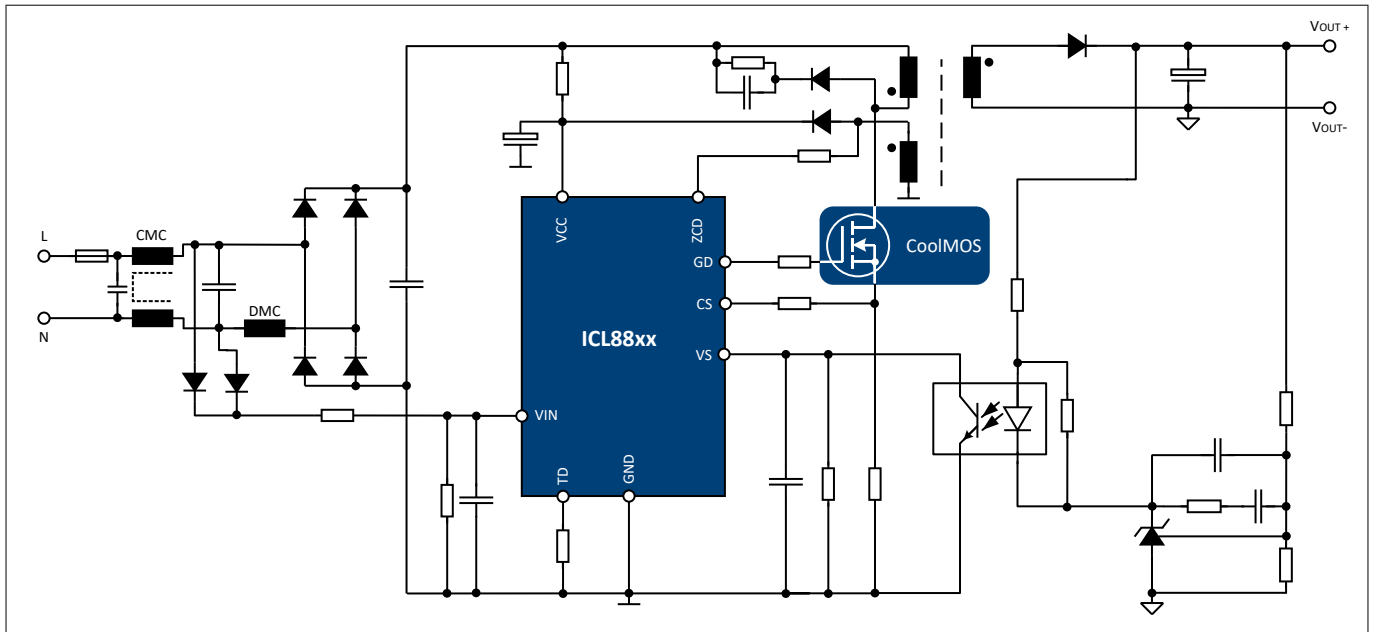 VOUT +
VOUT-
L
CMC
N
DMC
VCC
ZCD
GD
CoolMOS
CS
ICL88xx
VS
VIN
TD
GND